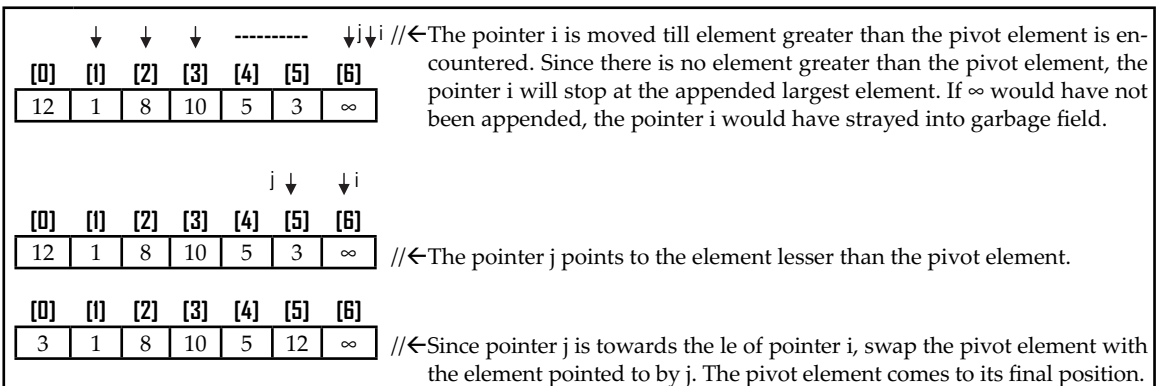 j i //←The pointer i is moved till element greater than the pivot element is en-
[0] [1] [2] [3] [4] [5] [6] countered. Since there is no element greater than the pivot element, the
12 1 8 10 5 3 ∞ pointer i will stop at the appended largest element. If ∞ would have not
been appended, the pointer i would have strayed into garbage field.
j i
[0] [1] [2] [3] [4] [5] [6]
12 1 8 10 5 3 ∞ //←The pointer j points to the element lesser than the pivot element.
[0] [1] [2] [3] [4] [5] [6]
3 1 8 10 5 12 ∞ //←Since pointer j is towards the le of pointer i, swap the pivot element with
the element pointed to by j. The pivot element comes to its final position.